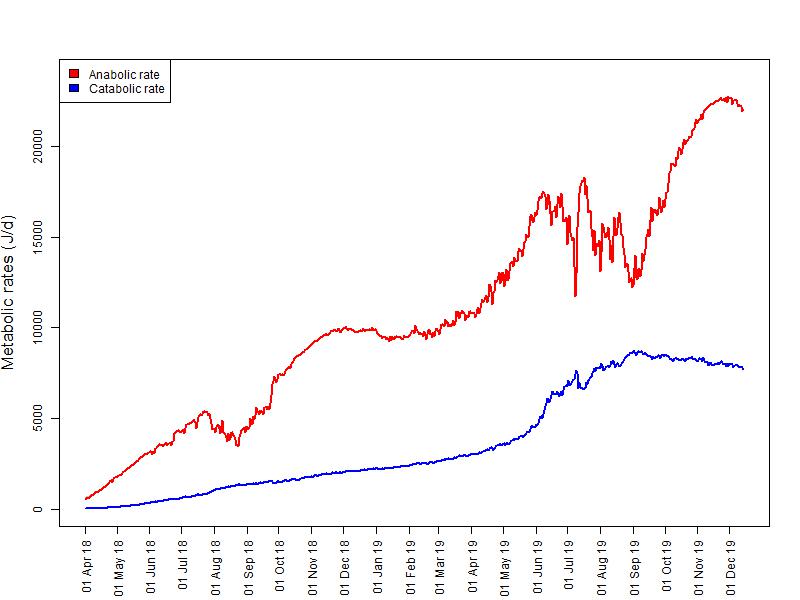 Anabolic rate
Catabolic rate
Metabolic rates (J/d)
20000
15000
10000
5000
0
01 Apr 18
01 May 18
01 Jun 18
01 Jul 18
01 Aug 18
01 Sep 18
01 Oct 18
01 Nov 18
01 Dec 18
01 Jan 19
01 Feb 19
01 Mar 19
01 Apr 19
01 May 19
01 Jun 19
01 Jul 19
01 Aug 19
01 Sep 19
01 Oct 19
01 Nov 19
01 Dec 19